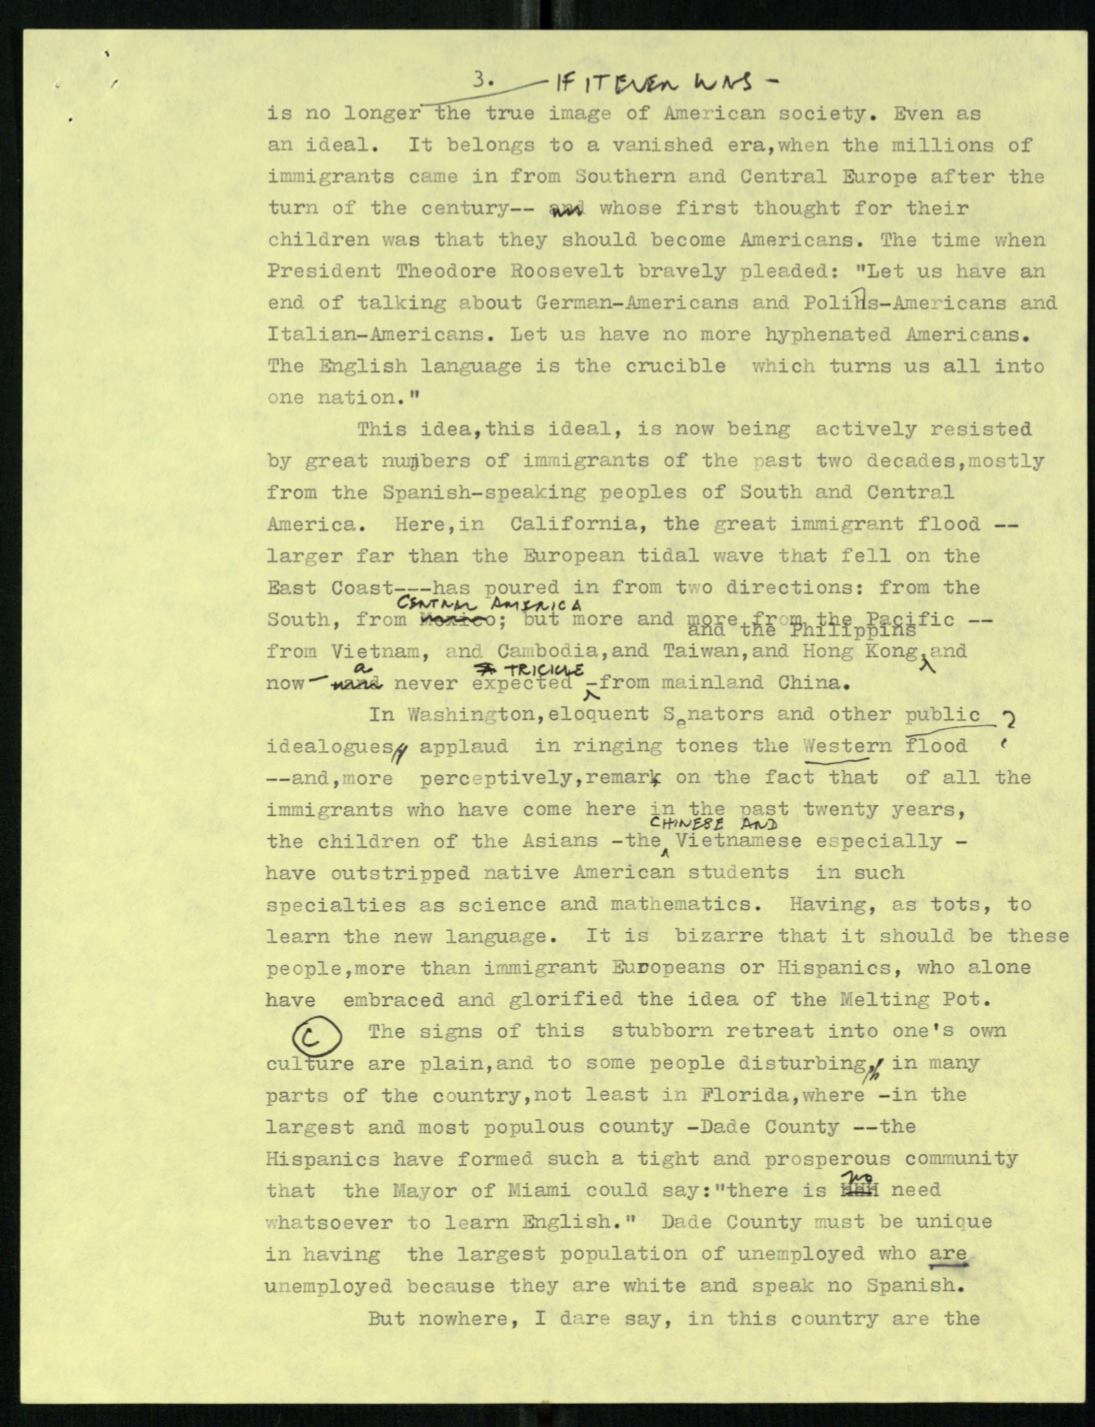 3. — IF IT EVER WAS -
is no longer the true image of American society. Even as
an ideal.  It belongs to a vanished era,when the millions of
immigrants came in from Southern and Central Europe after the
turn of the century-- and whose first thought for their
children was that they should become Americans. The time when
President Theodore Roosevelt bravely pleaded: "Let us have an
end of talking about German-Americans and Polihs-Americans and
Italian-Americans. Let us have no more hyphenated Americans.
The English language is the crucible  which turns us all into
one nation."
This idea,this ideal, is now being  actively resisted
by great numbers of immigrants of the past two decades,mostly
from the Spanish-speaking peoples of South and Central
America.  Here,in  California, the great immigrant flood --
larger far than the European tidal wave that fell on the
East Coast---has poured in from two directions: from the
CENTRAL AMERICA
South, from Mexico; but more and more from the Pacific --
and the Philippins
from Vietnam, and Cambodia,and Taiwan,and Hong Kong,and
a TRICICLE
now - never expected -from mainland China.
In Washington,eloquent Senators and other public ?
idealogues, applaud  in ringing tones the Western flood
--and,more  perceptively,remark on the fact that  of all the
immigrants who have come here in the past twenty years,
CHINESE AND
the children of the Asians -the Vietnamese especially -
have outstripped native American students  in such
specialties as science and mathematics.  Having, as tots, to
learn the new language.  It is  bizarre that it should be these
people,more than immigrant Europeans or Hispanics, who alone
have  embraced and glorified the idea of the Melting Pot.
C The signs of this  stubborn retreat into one's own
culture are plain,and to some people disturbing, in many
parts of the country,not least in Florida,where -in the
largest and most populous county -Dade County --the
Hispanics have formed such a tight and prosperous community
no
that  the Mayor of Miami could say:"there is need
whatsoever to learn English."  Dade County must be unique
in having  the largest population of unemployed who are
unemployed because they are white and speak no Spanish.
But nowhere, I dare say, in this country are the